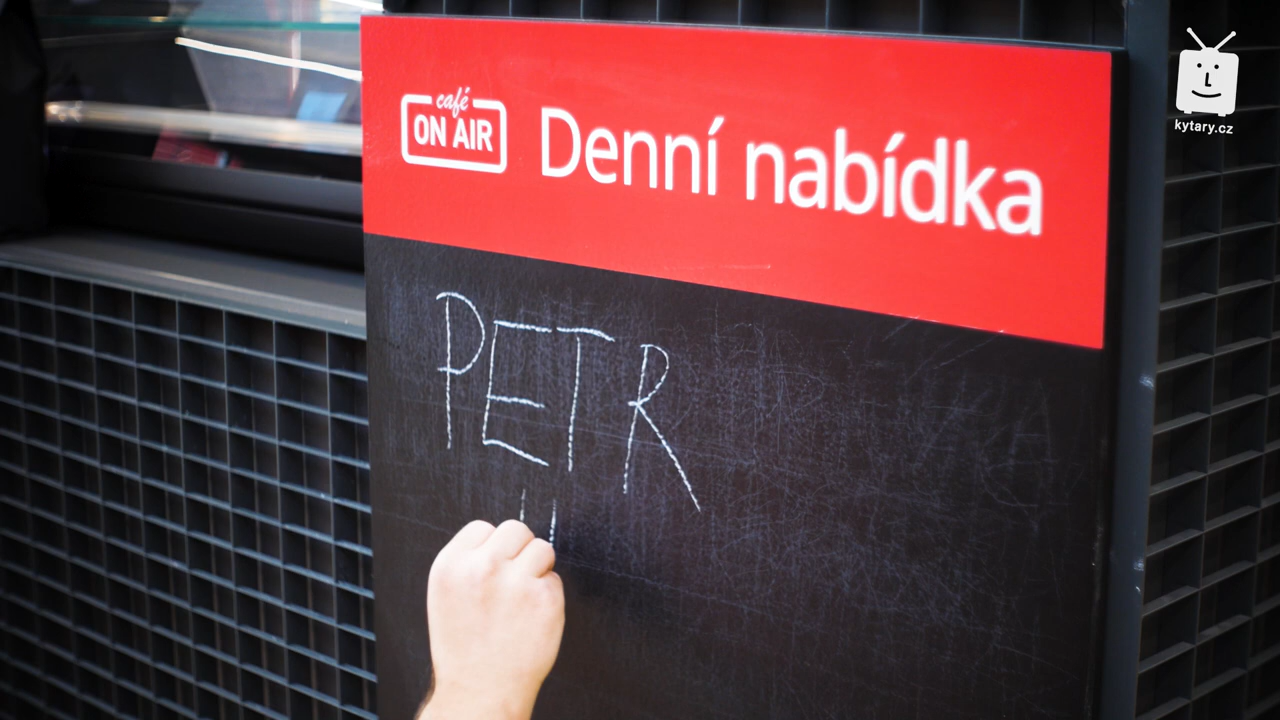 café
ON AIR
Denní nabídka
PETR
kytary.cz